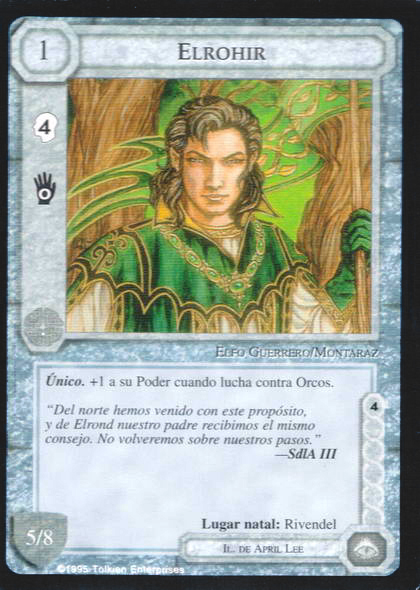 1
ELROHIR
4
ELFO GUERRERO/MONTARAZ
Único. +1 a su Poder cuando lucha contra Orcos.
4
“Del norte hemos venido con este propósito,
y de Elrond nuestro padre recibimos el mismo
consejo. No volveremos sobre nuestros pasos.”
—SdlA III
Lugar natal: Rivendel
5/8
IL. DE APRIL LEE
©1995 Tolkien Enterprises